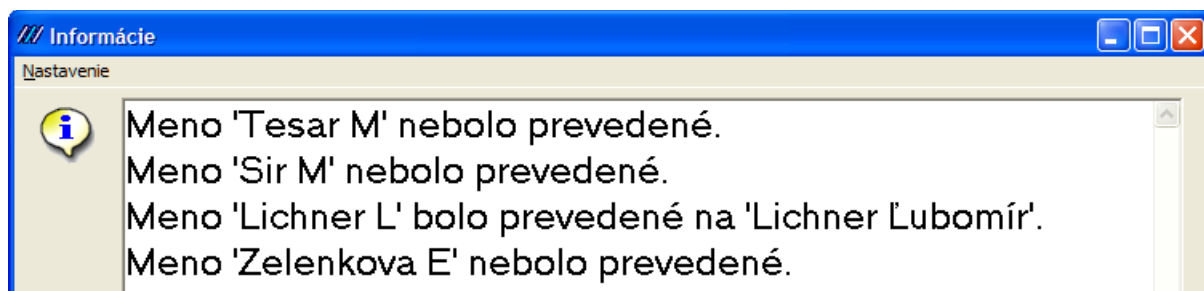 Informácie
Nastavenie
Meno 'Tesar M' nebolo prevedené.
Meno 'Sir M' nebolo prevedené.
Meno 'Lichner L' bolo prevedené na 'Lichner Ľubomír'.
Meno 'Zelenkova E' nebolo prevedené.